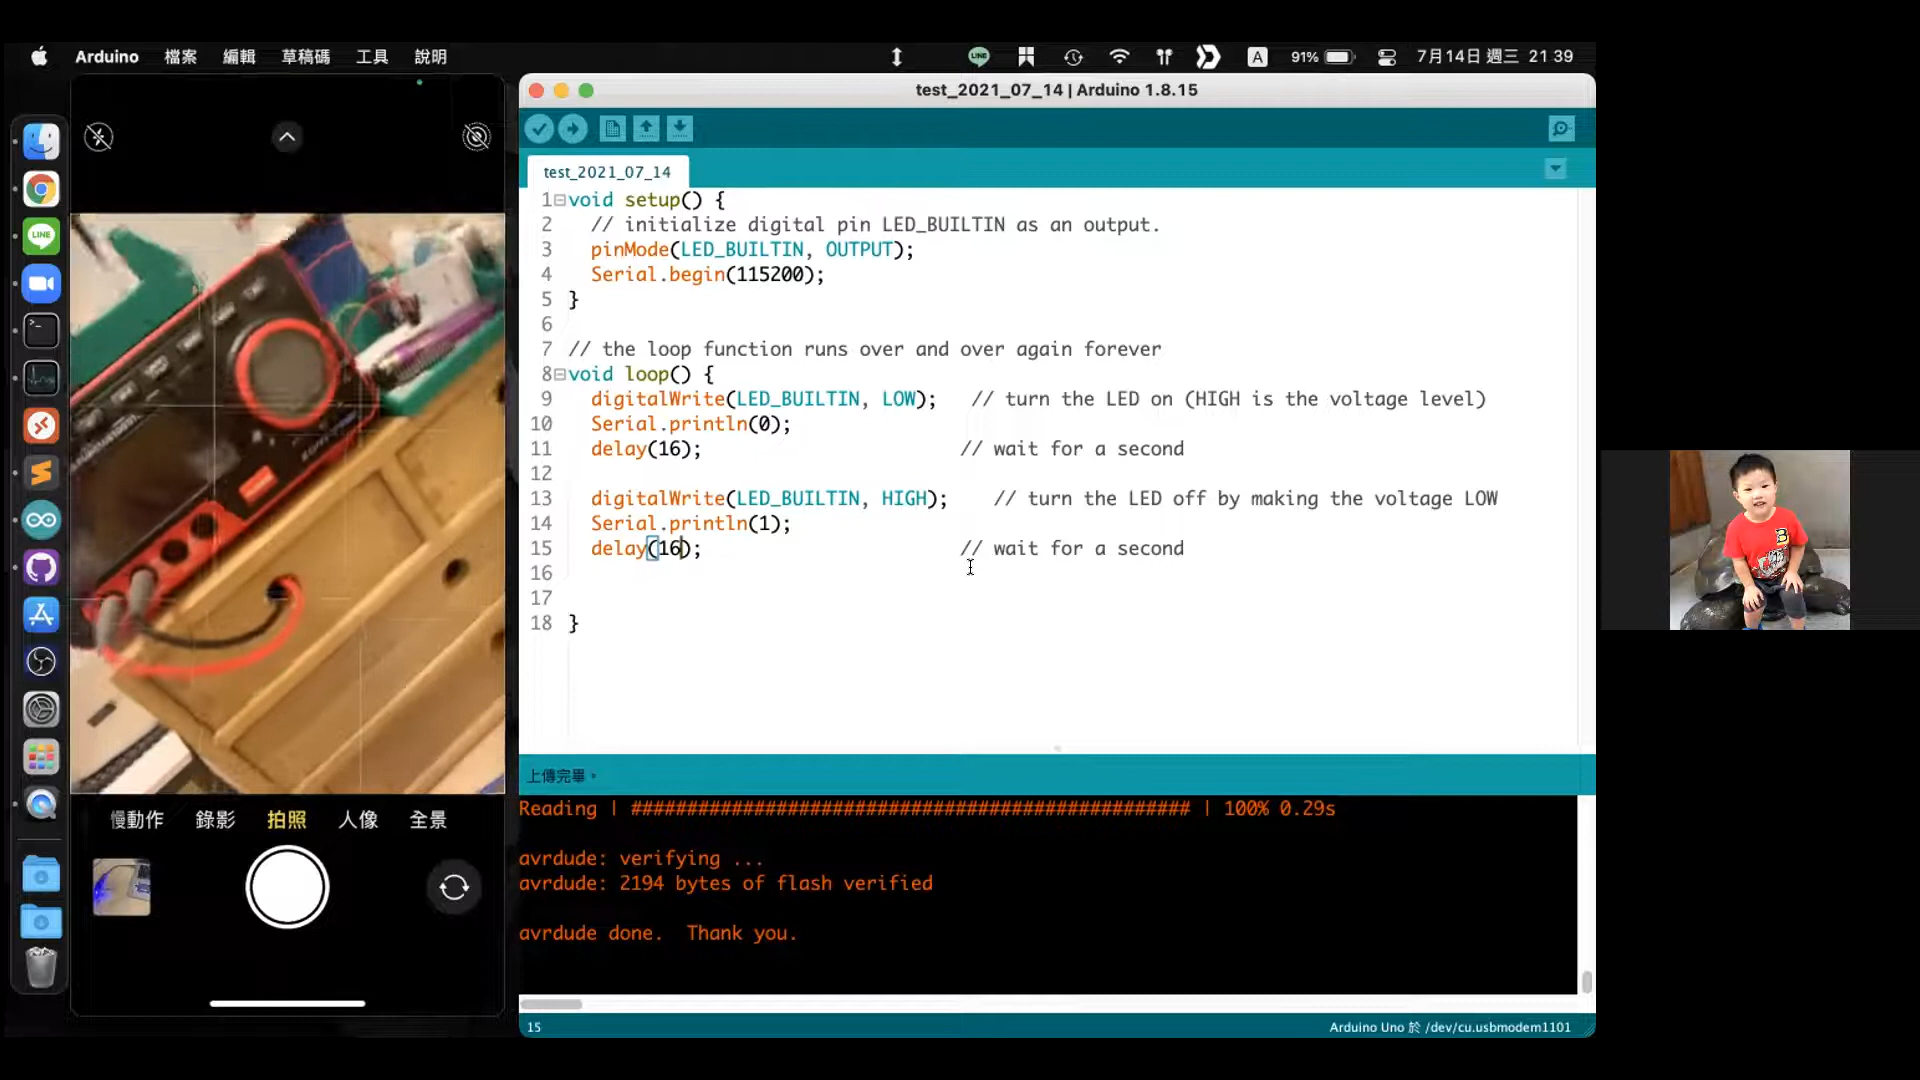 Arduino 檔案 編輯 草稿碼 工具 說明 LINE A 91% 7月14日 週三 21:39
test_2021_07_14 | Arduino 1.8.15
test_2021_07_14
1 void setup() {
2 // initialize digital pin LED_BUILTIN as an output.
3 pinMode(LED_BUILTIN, OUTPUT);
4 Serial.begin(115200);
5 }
6
7 // the loop function runs over and over again forever
8 void loop() {
9 digitalWrite(LED_BUILTIN, LOW); // turn the LED on (HIGH is the voltage level)
10 Serial.println(0);
11 delay(16); // wait for a second
12
13 digitalWrite(LED_BUILTIN, HIGH); // turn the LED off by making the voltage LOW
14 Serial.println(1);
15 delay(16); // wait for a second
16
17
18 }
上傳完畢。
Reading | ################################################## | 100% 0.29s
avrdude: verifying ...
avrdude: 2194 bytes of flash verified
avrdude done. Thank you.
15
Arduino Uno 於 /dev/cu.usbmodem1101
LINE
慢動作 錄影 拍照 人像 全景
B